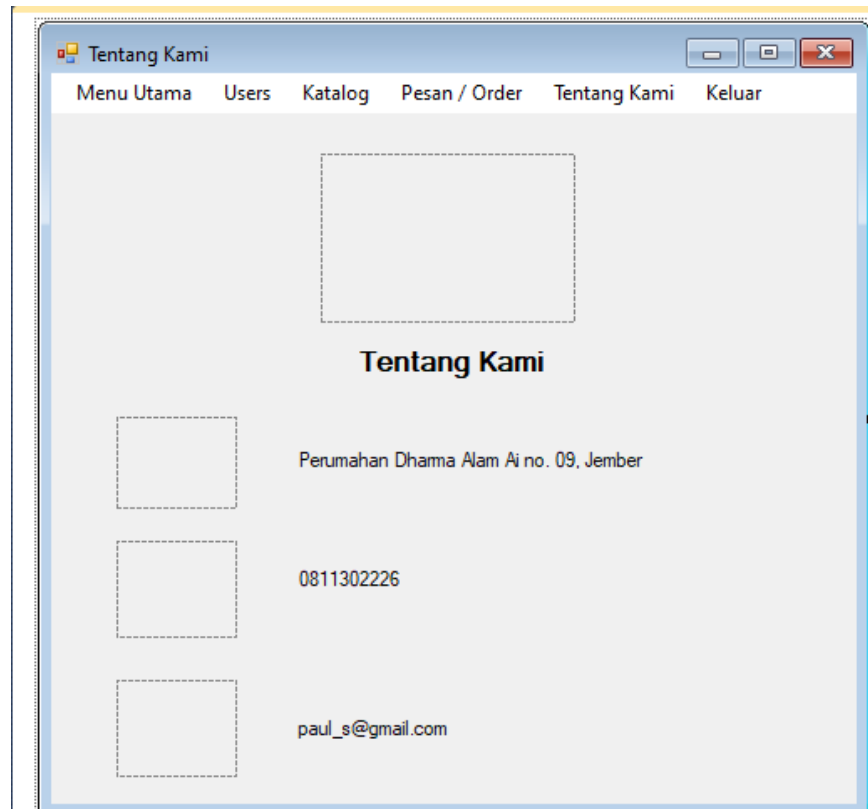 Tentang Kami
Menu Utama Users Katalog Pesan / Order Tentang Kami Keluar
Tentang Kami
Perumahan Dharma Alam Ai no. 09, Jember
0811302226
paul_s@gmail.com